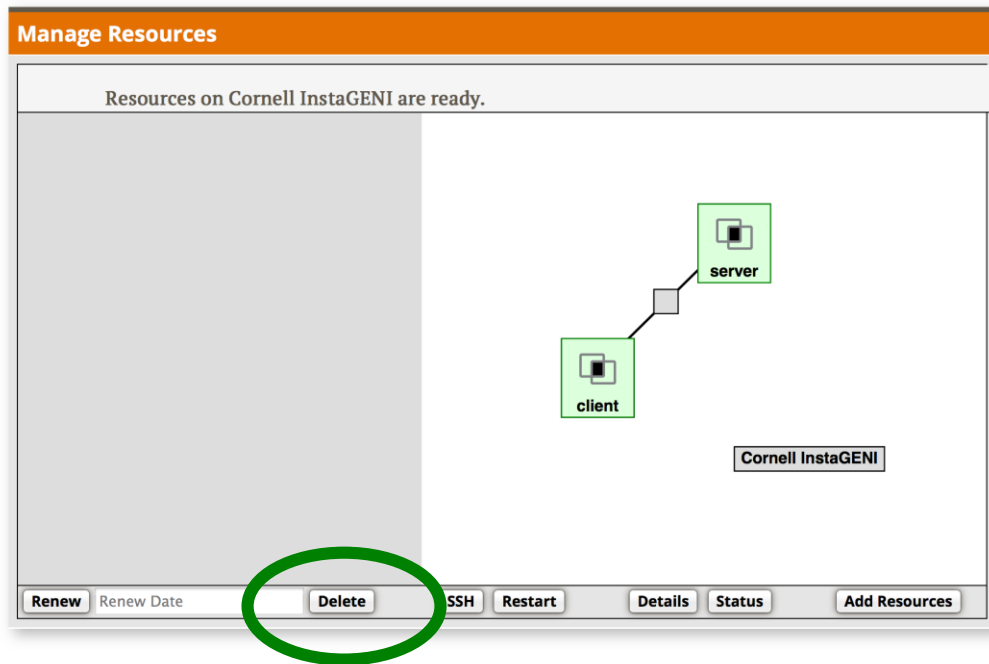 Manage Resources
Resources on Cornell InstaGENI are ready.
server
client
Cornell InstaGENI
Renew Renew Date Delete SSH Restart Details Status Add Resources